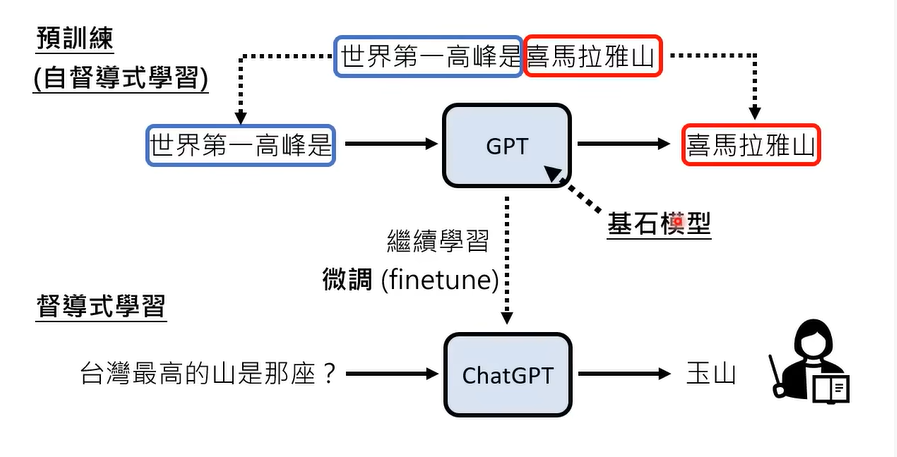 預訓練
(自督導式學習)
世界第一高峰是喜馬拉雅山
世界第一高峰是
GPT
喜馬拉雅山
基石模型
繼續學習
微調 (finetune)
督導式學習
台灣最高的山是那座？
ChatGPT
玉山